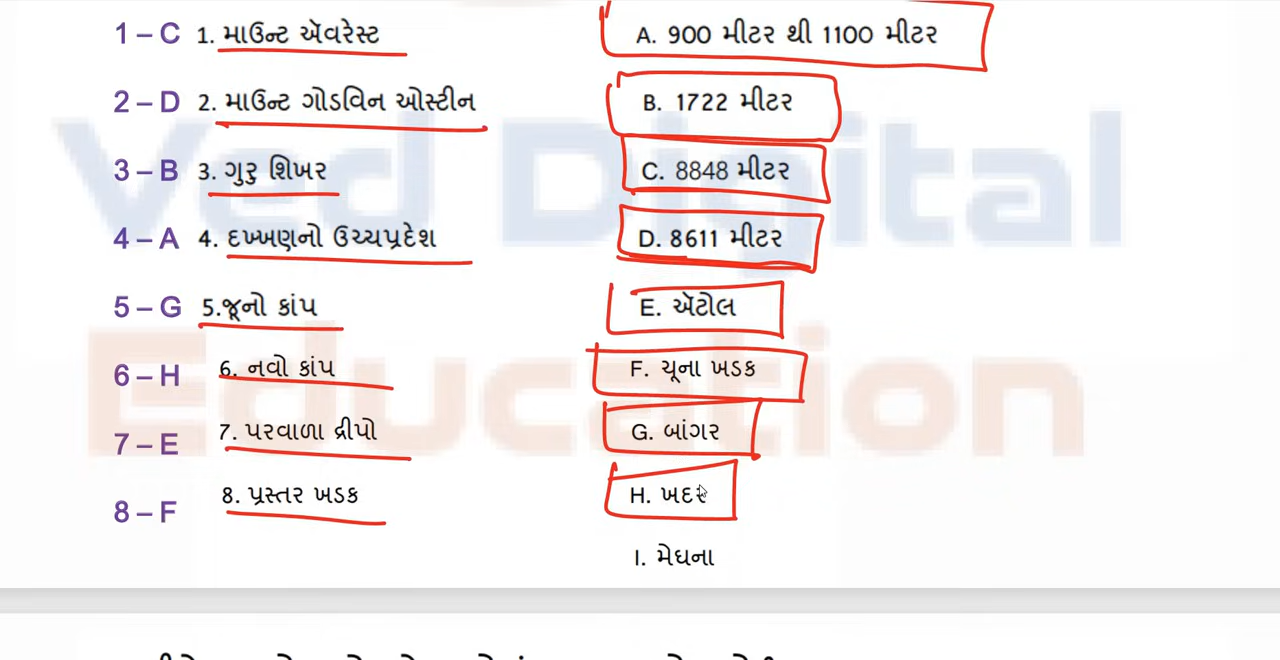 1 – C 1. માઉન્ટ ઍવરેસ્ટ A. 900 મીટર થી 1100 મીટર
2 – D 2. માઉન્ટ ગોડવિન ઓસ્ટીન B. 1722 મીટર
3 – B 3. ગુરુ શિખર C. 8848 મીટર
4 – A 4. દખ્ખણનો ઉચ્ચપ્રદેશ D. 8611 મીટર
5 – G 5.જૂનો કાંપ E. ઍટોલ
6 – H 6. નવો કાંપ F. ચૂના ખડક
7 – E 7. પરવાળા દ્રીપો G. બાંગર
8 – F 8. પ્રસ્તર ખડક H. ખદર
I. મેઘના
Ved Digital
Education